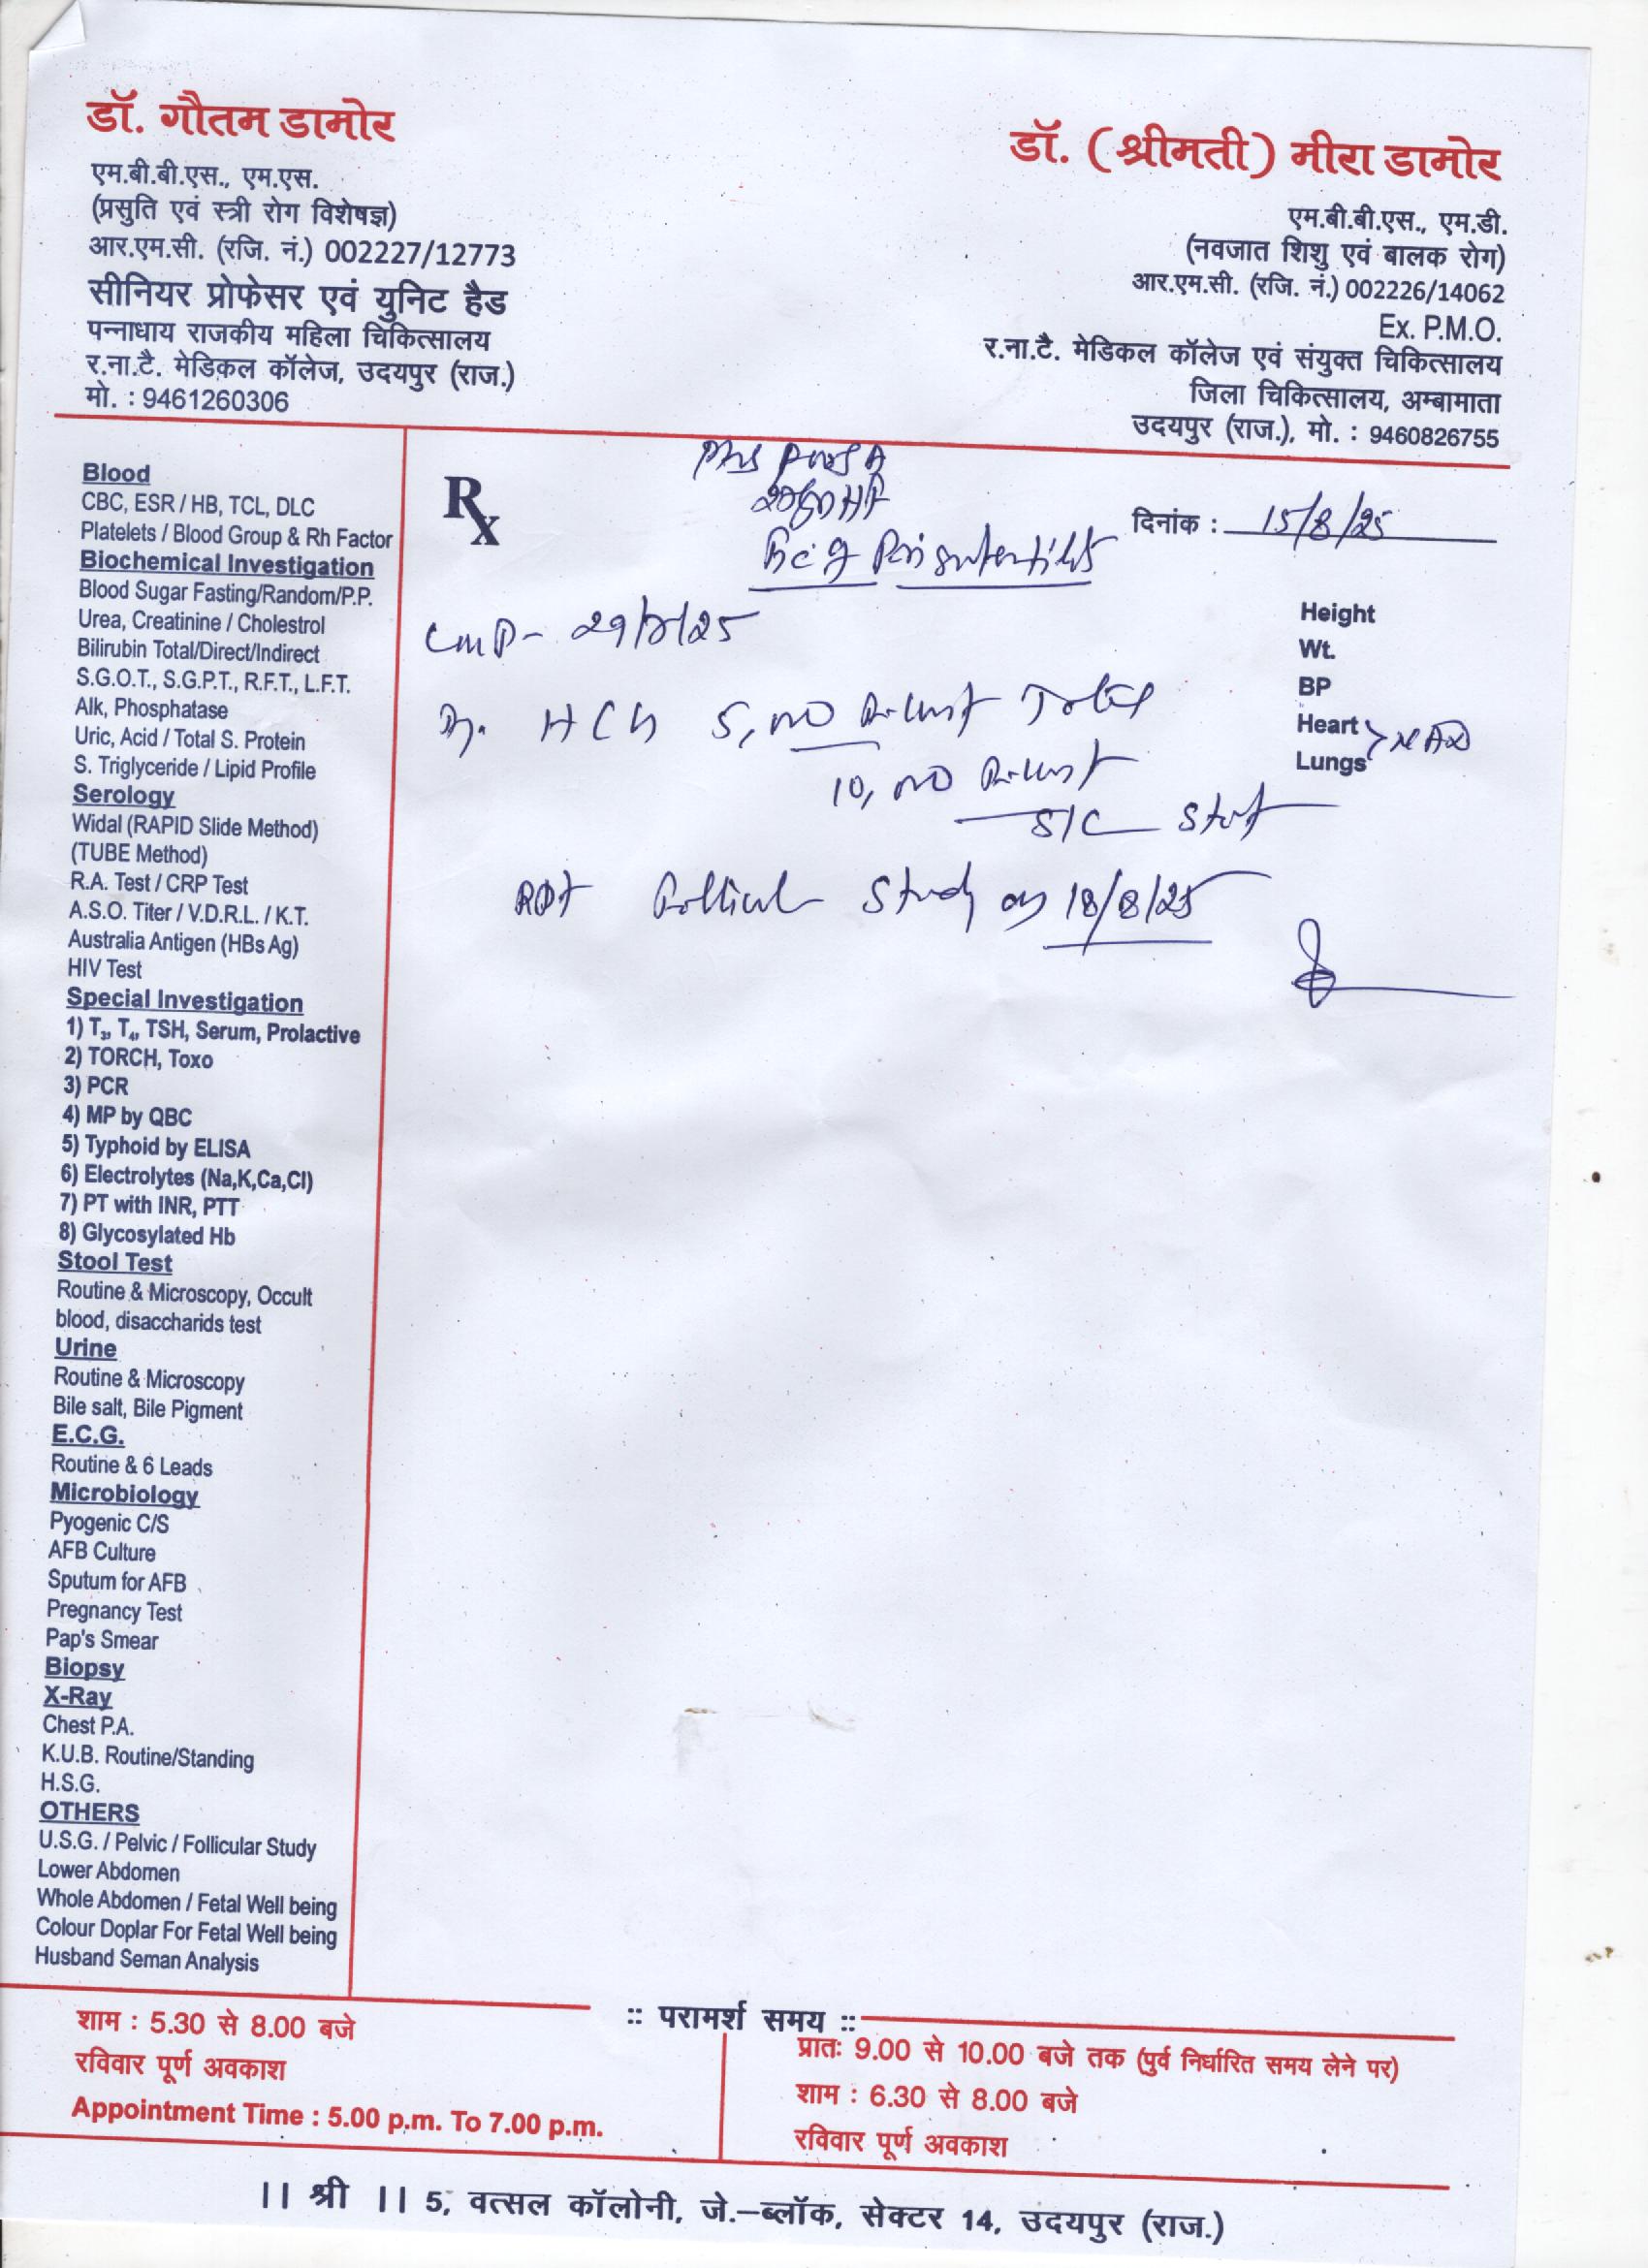 डॉ. गौतम डामोर
एम.बी.बी.एस., एम.एस.
(प्रसुति एवं स्त्री रोग विशेषज्ञ)
आर.एम.सी. (रजि. नं.) 002227/12773
सीनियर प्रोफेसर एवं युनिट हैड
पन्नाधाय राजकीय महिला चिकित्सालय
र.ना.टै. मेडिकल कॉलेज, उदयपुर (राज.)
मो. : 9461260306
डॉ. (श्रीमती) मीरा डामोर
एम.बी.बी.एस., एम.डी.
(नवजात शिशु एवं बालक रोग)
आर.एम.सी. (रजि. नं.) 002226/14062
Ex. P.M.O.
र.ना.टै. मेडिकल कॉलेज एवं संयुक्त चिकित्सालय
जिला चिकित्सालय, अम्बामाता
उदयपुर (राज.), मो. : 9460826755
Blood
CBC, ESR / HB, TCL, DLC
Platelets / Blood Group & Rh Factor
Biochemical Investigation
Blood Sugar Fasting/Random/P.P.
Urea, Creatinine / Cholestrol
Bilirubin Total/Direct/Indirect
S.G.O.T., S.G.P.T., R.F.T., L.F.T.
Alk, Phosphatase
Uric, Acid / Total S. Protein
S. Triglyceride / Lipid Profile
Serology
Widal (RAPID Slide Method)
(TUBE Method)
R.A. Test / CRP Test
A.S.O. Titer / V.D.R.L. / K.T.
Australia Antigen (HBs Ag)
HIV Test
Special Investigation
1) T₃, T₄, TSH, Serum, Prolactive
2) TORCH, Toxo
3) PCR
4) MP by QBC
5) Typhoid by ELISA
6) Electrolytes (Na,K,Ca,Cl)
7) PT with INR, PTT
8) Glycosylated Hb
Stool Test
Routine & Microscopy, Occult
blood, disaccharids test
Urine
Routine & Microscopy
Bile salt, Bile Pigment
E.C.G.
Routine & 6 Leads
Microbiology
Pyogenic C/S
AFB Culture
Sputum for AFB
Pregnancy Test
Pap's Smear
Biopsy
X-Ray
Chest P.A.
K.U.B. Routine/Standing
H.S.G.
OTHERS
U.S.G. / Pelvic / Follicular Study
Lower Abdomen
Whole Abdomen / Fetal Well being
Colour Doplar For Fetal Well being
Husband Seman Analysis
Rx
Mrs
दिनांक : 15/8/25
Height
Wt.
BP
Heart
Lungs > NAD
LMP-
HCG 5,000
10,000
S/C Stat
Study on 18/8/25
:: परामर्श समय ::
शाम : 5.30 से 8.00 बजे
रविवार पूर्ण अवकाश
Appointment Time : 5.00 p.m. To 7.00 p.m.
प्रातः 9.00 से 10.00 बजे तक (पुर्व निर्धारित समय लेने पर)
शाम : 6.30 से 8.00 बजे
रविवार पूर्ण अवकाश
|| श्री || 5, वत्सल कॉलोनी, जे.–ब्लॉक, सेक्टर 14, उदयपुर (राज.)